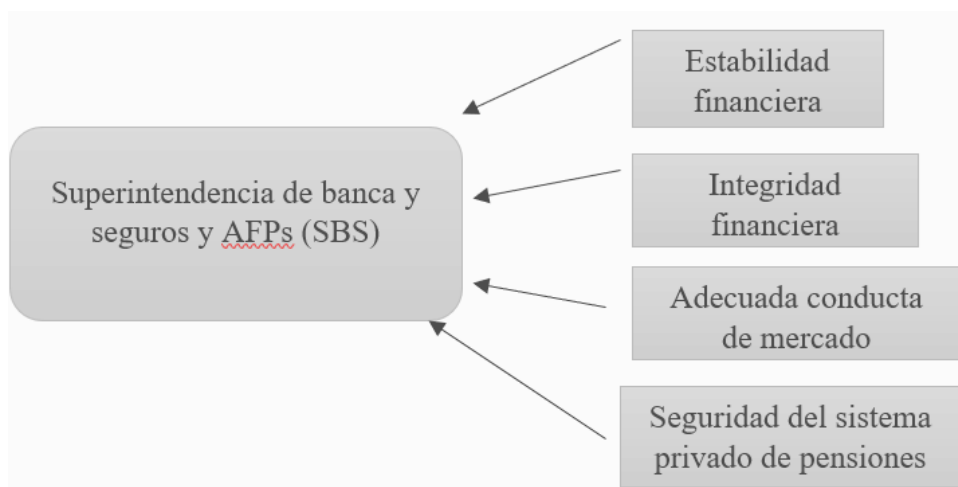 Estabilidad
financiera
Superintendencia de banca y
seguros y AFPs (SBS)
Integridad
financiera
Adecuada conducta
de mercado
Seguridad del sistema
privado de pensiones